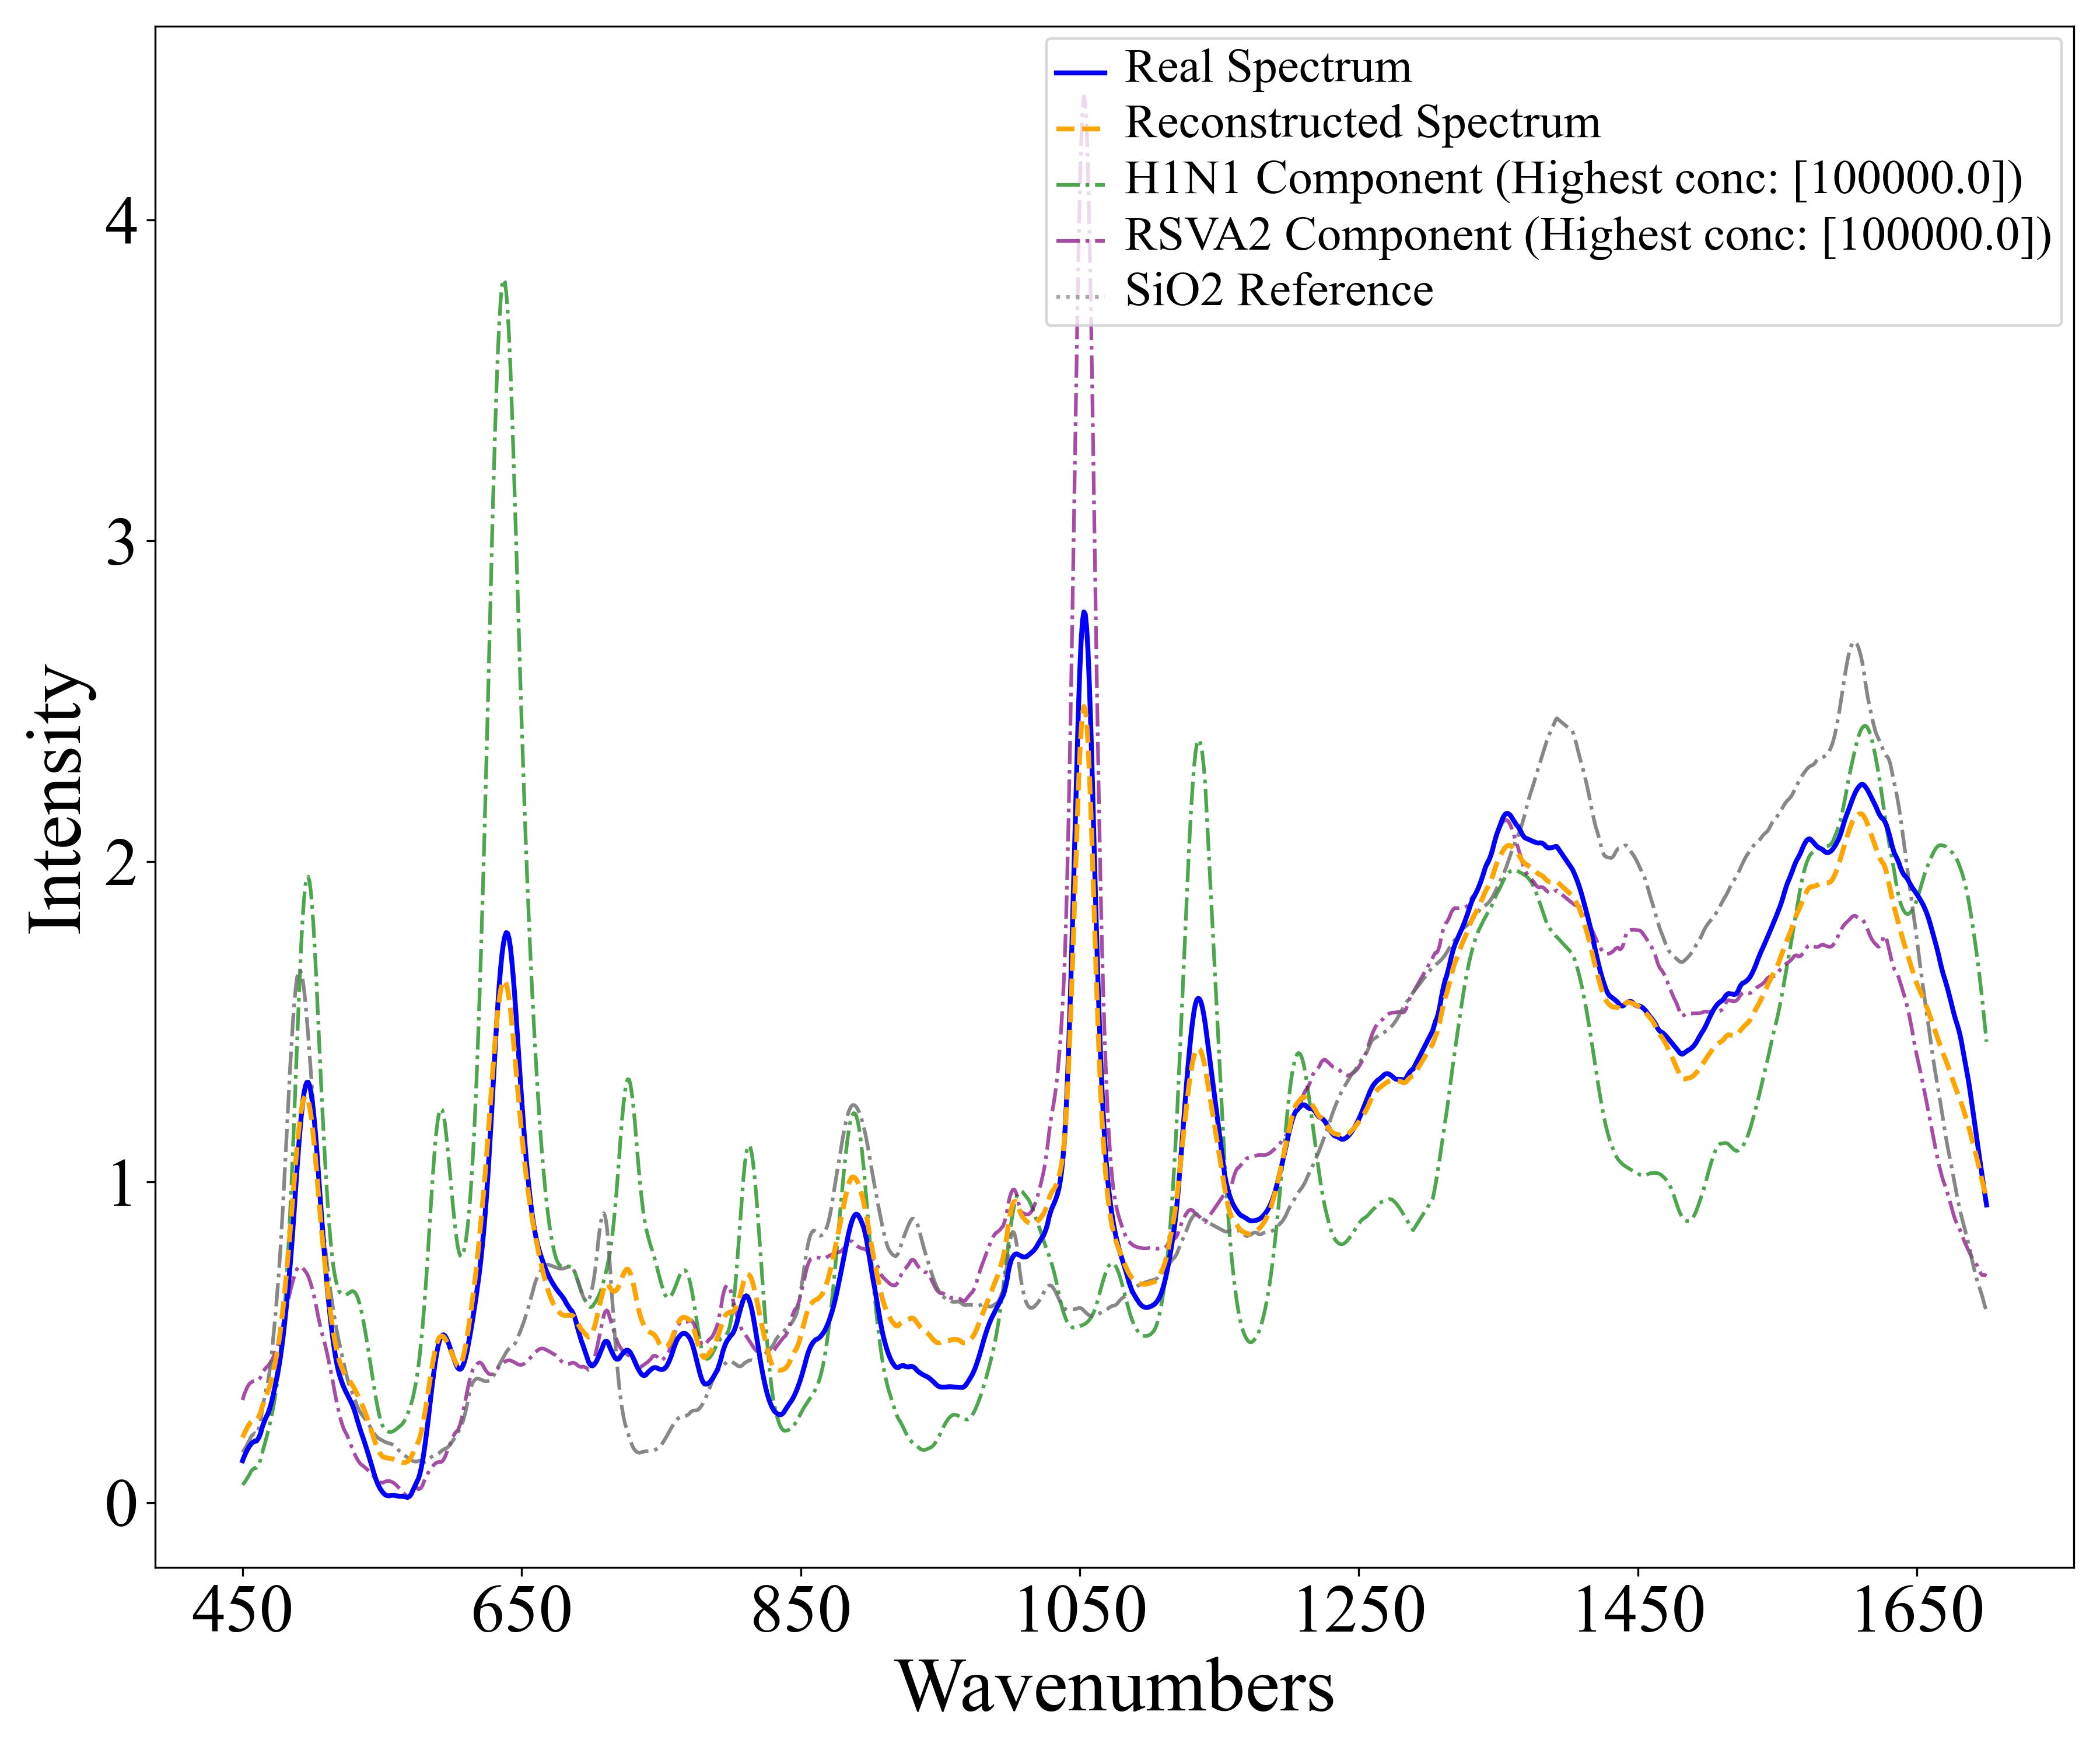 Real Spectrum
Reconstructed Spectrum
H1N1 Component (Highest conc: [100000.0])
RSVA2 Component (Highest conc: [100000.0])
SiO2 Reference
Intensity
4
3
2
1
0
450 650 850 1050 1250 1450 1650
Wavenumbers